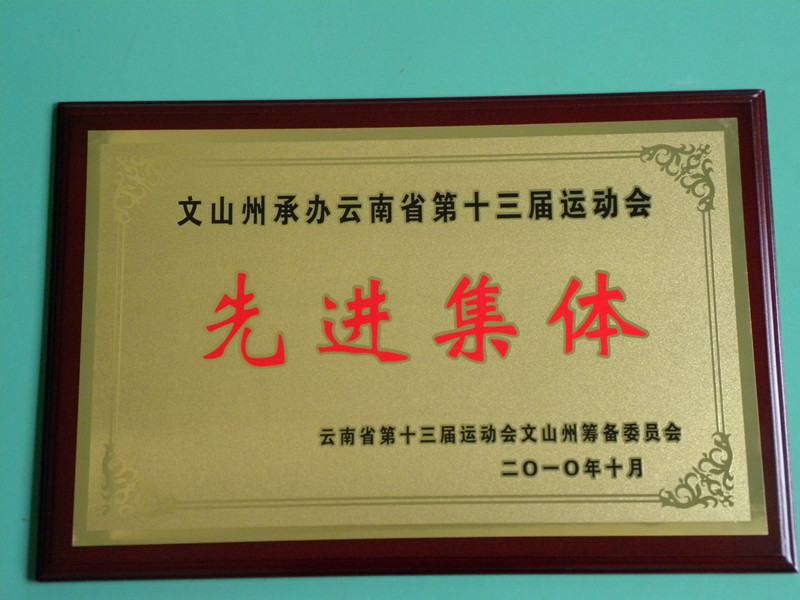 文山州承办云南省第十三届运动会
先进集体
云南省第十三届运动会文山州筹备委员会
二〇一〇年十月